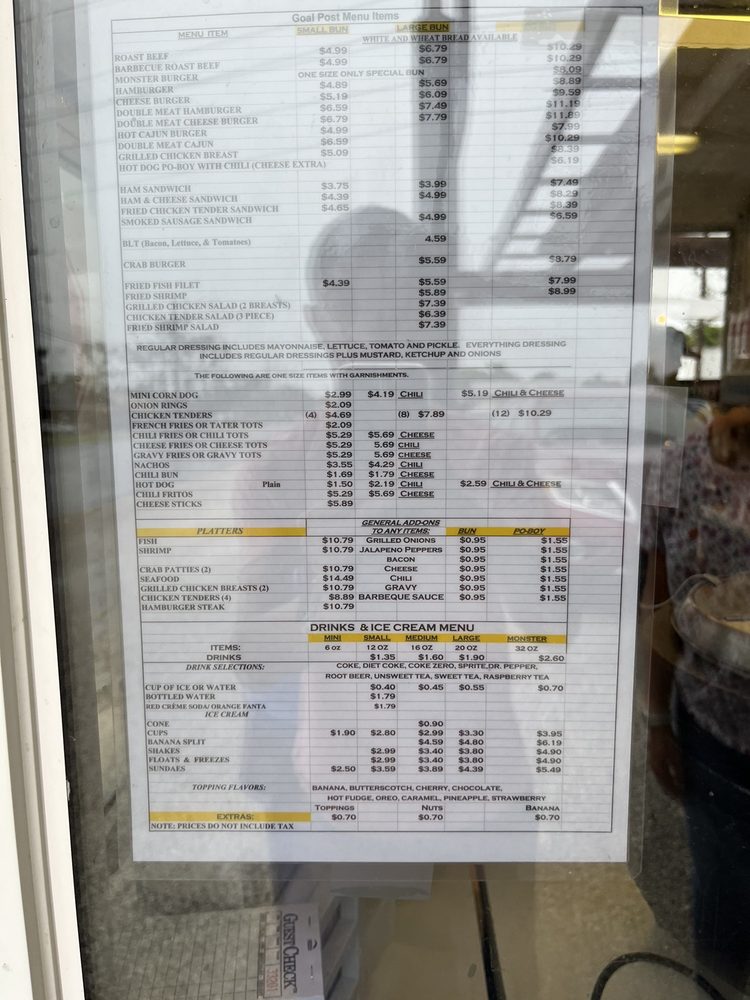 Goal Post Menu Items
MENU ITEM SMALL BUN LARGE BUN
WHITE AND WHEAT BREAD AVAILABLE
ROAST BEEF $4.99 $6.79 $10.29
BARBECUE ROAST BEEF $4.99 $6.79 $10.29
MONSTER BURGER ONE SIZE ONLY SPECIAL BUN $8.09
HAMBURGER $4.89 $5.69 $8.89
CHEESE BURGER $5.19 $6.09 $9.59
DOUBLE MEAT HAMBURGER $6.59 $7.49 $11.19
DOUBLE MEAT CHEESE BURGER $6.79 $7.79 $11.89
HOT CAJUN BURGER $4.99 $7.99
DOUBLE MEAT CAJUN $6.59 $10.29
GRILLED CHICKEN BREAST $5.09 $8.39
HOT DOG PO-BOY WITH CHILI (CHEESE EXTRA) $6.19
HAM SANDWICH $3.75 $3.99 $7.49
HAM & CHEESE SANDWICH $4.39 $4.99 $8.29
FRIED CHICKEN TENDER SANDWICH $4.65 $8.39
SMOKED SAUSAGE SANDWICH $4.99 $6.59
BLT (Bacon, Lettuce, & Tomatoes) 4.59
CRAB BURGER $5.59 $8.79
FRIED FISH FILET $4.39 $5.59 $7.99
FRIED SHRIMP $5.89 $8.99
GRILLED CHICKEN SALAD (2 BREASTS) $7.39
CHICKEN TENDER SALAD (3 PIECE) $6.39
FRIED SHRIMP SALAD $7.39
REGULAR DRESSING INCLUDES MAYONNAISE, LETTUCE, TOMATO AND PICKLE. EVERYTHING DRESSING
INCLUDES REGULAR DRESSINGS PLUS MUSTARD, KETCHUP AND ONIONS
THE FOLLOWING ARE ONE SIZE ITEMS WITH GARNISHMENTS.
MINI CORN DOG $2.99 $4.19 CHILI $5.19 CHILI & CHEESE
ONION RINGS $2.09
CHICKEN TENDERS (4) $4.69 (8) $7.89 (12) $10.29
FRENCH FRIES OR TATER TOTS $2.09
CHILI FRIES OR CHILI TOTS $5.29 $5.69 CHEESE
CHEESE FRIES OR CHEESE TOTS $5.29 5.69 CHILI
GRAVY FRIES OR GRAVY TOTS $5.29 5.69 CHEESE
NACHOS $3.55 $4.29 CHILI
CHILI BUN $1.69 $1.79 CHEESE
HOT DOG Plain $1.50 $2.19 CHILI $2.59 CHILI & CHEESE
CHILI FRITOS $5.29 $5.69 CHEESE
CHEESE STICKS $5.89
GENERAL ADD-ONS
PLATTERS TO ANY ITEMS: BUN PO-BOY
FISH $10.79 GRILLED ONIONS $0.95 $1.55
SHRIMP $10.79 JALAPENO PEPPERS $0.95 $1.55
BACON $0.95 $1.55
CRAB PATTIES (2) $10.79 CHEESE $0.95 $1.55
SEAFOOD $14.49 CHILI $0.95 $1.55
GRILLED CHICKEN BREASTS (2) $10.79 GRAVY $0.95 $1.55
CHICKEN TENDERS (4) $8.89 BARBEQUE SAUCE $0.95 $1.55
HAMBURGER STEAK $10.79
DRINKS & ICE CREAM MENU
MINI SMALL MEDIUM LARGE MONSTER
ITEMS: 6 OZ 12 OZ 16 OZ 20 OZ 32 OZ
DRINKS $1.35 $1.60 $1.90 $2.60
DRINK SELECTIONS: COKE, DIET COKE, COKE ZERO, SPRITE,DR. PEPPER,
ROOT BEER, UNSWEET TEA, SWEET TEA, RASPBERRY TEA
CUP OF ICE OR WATER $0.40 $0.45 $0.55 $0.70
BOTTLED WATER $1.79
RED CRÈME SODA/ ORANGE FANTA $1.79
ICE CREAM
CONE $0.90
CUPS $1.90 $2.80 $2.99 $3.30 $3.95
BANANA SPLIT $4.59 $4.80 $6.19
SHAKES $2.99 $3.40 $3.80 $4.90
FLOATS & FREEZES $2.99 $3.40 $3.80 $4.90
SUNDAES $2.50 $3.59 $3.89 $4.39 $5.49
TOPPING FLAVORS: BANANA, BUTTERSCOTCH, CHERRY, CHOCOLATE,
HOT FUDGE, OREO, CARAMEL, PINEAPPLE, STRAWBERRY
TOPPINGS NUTS BANANA
EXTRAS: $0.70 $0.70 $0.70
NOTE: PRICES DO NOT INCLUDE TAX
GUESTCHECK